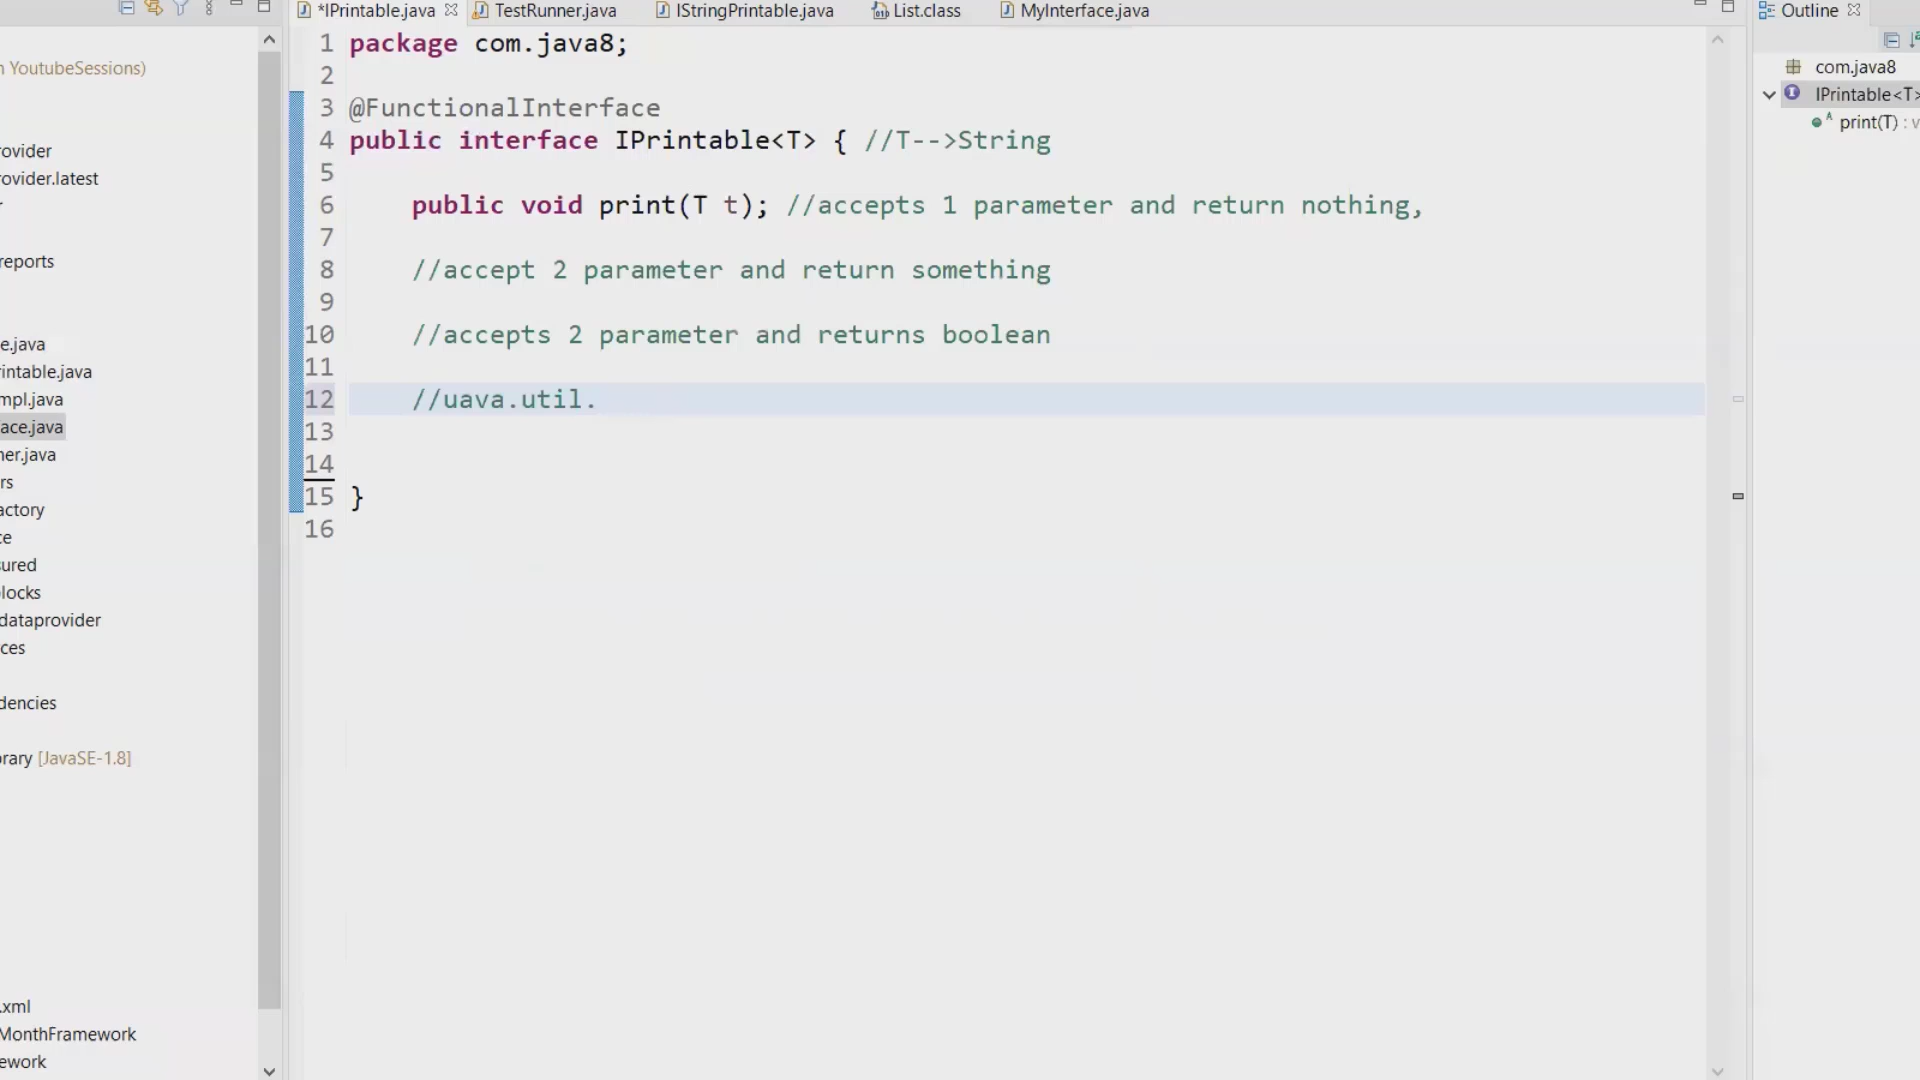 *IPrintable.java
TestRunner.java
IStringPrintable.java
List.class
MyInterface.java
Outline
n YoutubeSessions)
ovider
ovider.latest
r
reports
e.java
rintable.java
mpl.java
ace.java
ner.java
rs
actory
ce
sured
locks
dataprovider
ces
dencies
rary [JavaSE-1.8]
.xml
MonthFramework
ework
1 package com.java8;
2
3 @FunctionalInterface
4 public interface IPrintable<T> { //T-->String
5
6 public void print(T t); //accepts 1 parameter and return nothing,
7
8 //accept 2 parameter and return something
9
10 //accepts 2 parameter and returns boolean
11
12 //uava.util.
13
14
15 }
16
com.java8
IPrintable<T>
print(T) : v